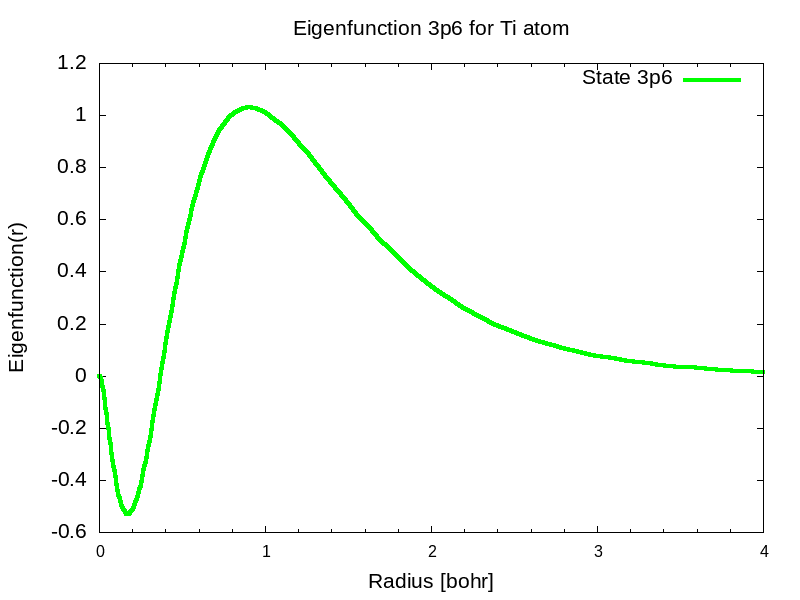 Eigenfunction 3p6 for Ti atom
State 3p6
1.2
1
0.8
0.6
0.4
0.2
0
-0.2
-0.4
-0.6
Eigenfunction(r)
0 1 2 3 4
Radius [bohr]